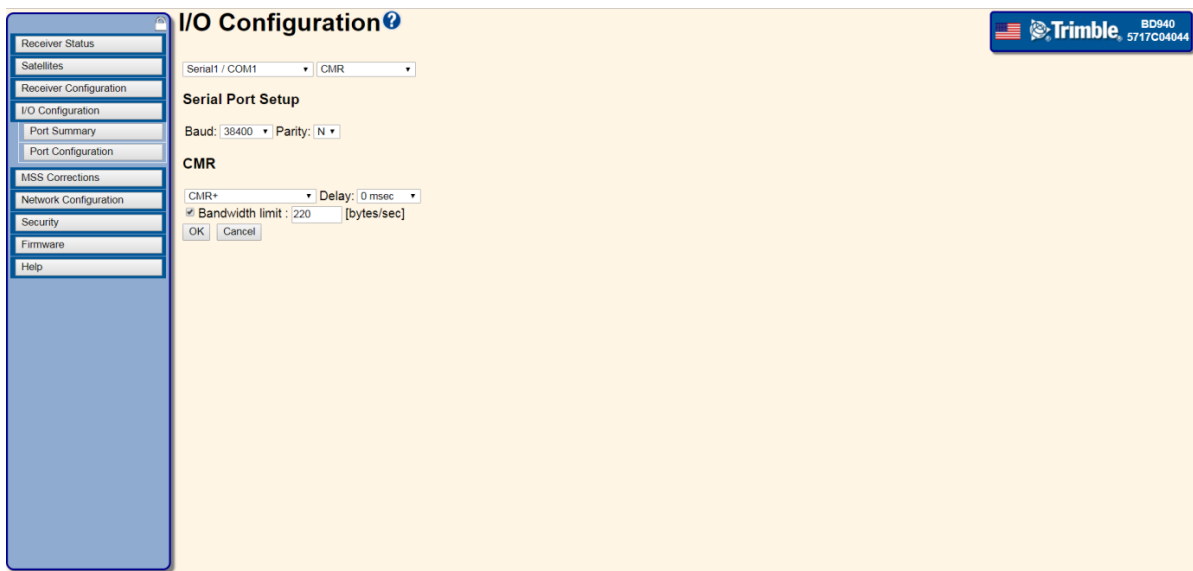 I/O Configuration?
Trimble. BD940
5717C04044
Receiver Status
Satellites
Receiver Configuration
I/O Configuration
Port Summary
Port Configuration
MSS Corrections
Network Configuration
Security
Firmware
Help
Serial1 / COM1 CMR
Serial Port Setup
Baud: 38400 Parity: N
CMR
CMR+ Delay: 0 msec
Bandwidth limit : 220 [bytes/sec]
OK Cancel